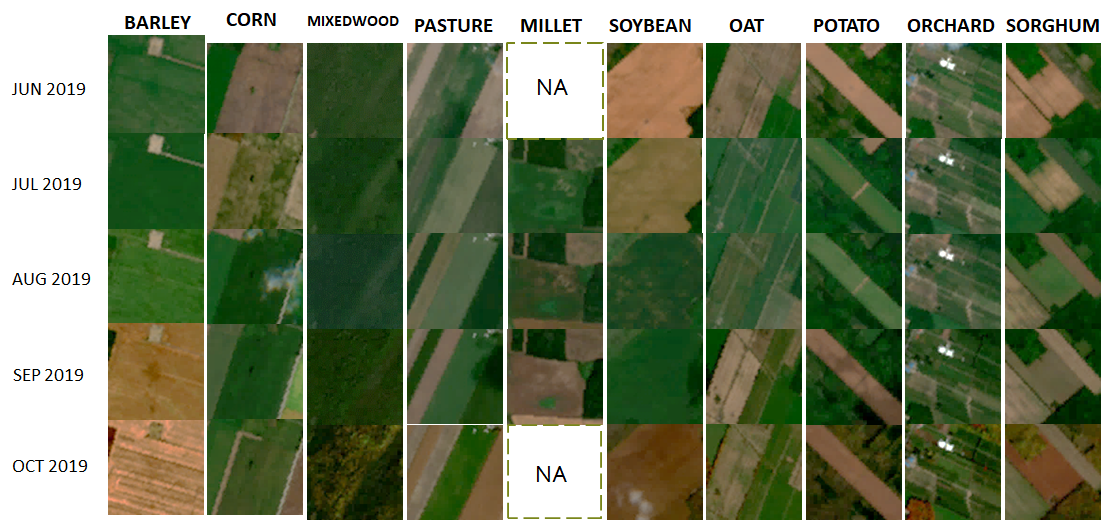 BARLEY CORN MIXEDWOOD PASTURE MILLET SOYBEAN OAT POTATO ORCHARD SORGHUM
JUN 2019 NA
JUL 2019
AUG 2019
SEP 2019
OCT 2019 NA